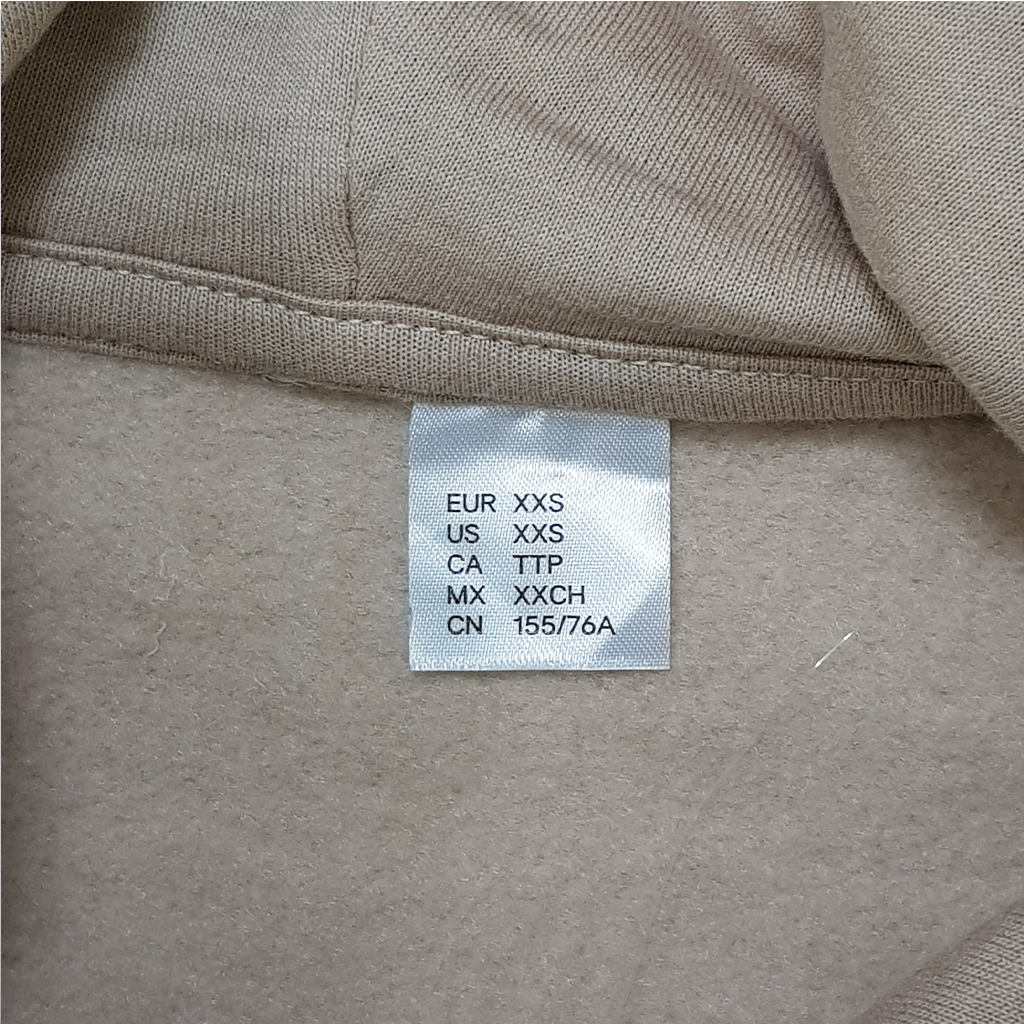 EUR XXS
US XXS
CA TTP
MX XXCH
CN 155/76A